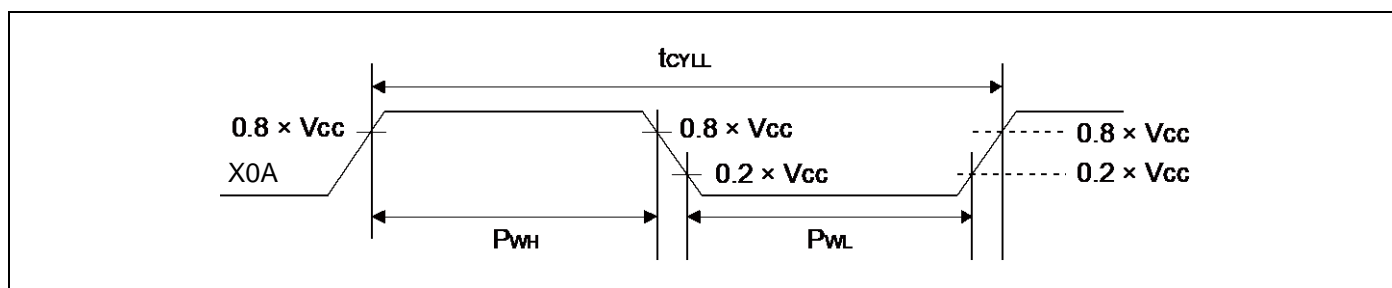 tCYLL
0.8 × Vcc
0.8 × Vcc
0.8 × Vcc
X0A
0.2 × Vcc
0.2 × Vcc
PWH
PWL